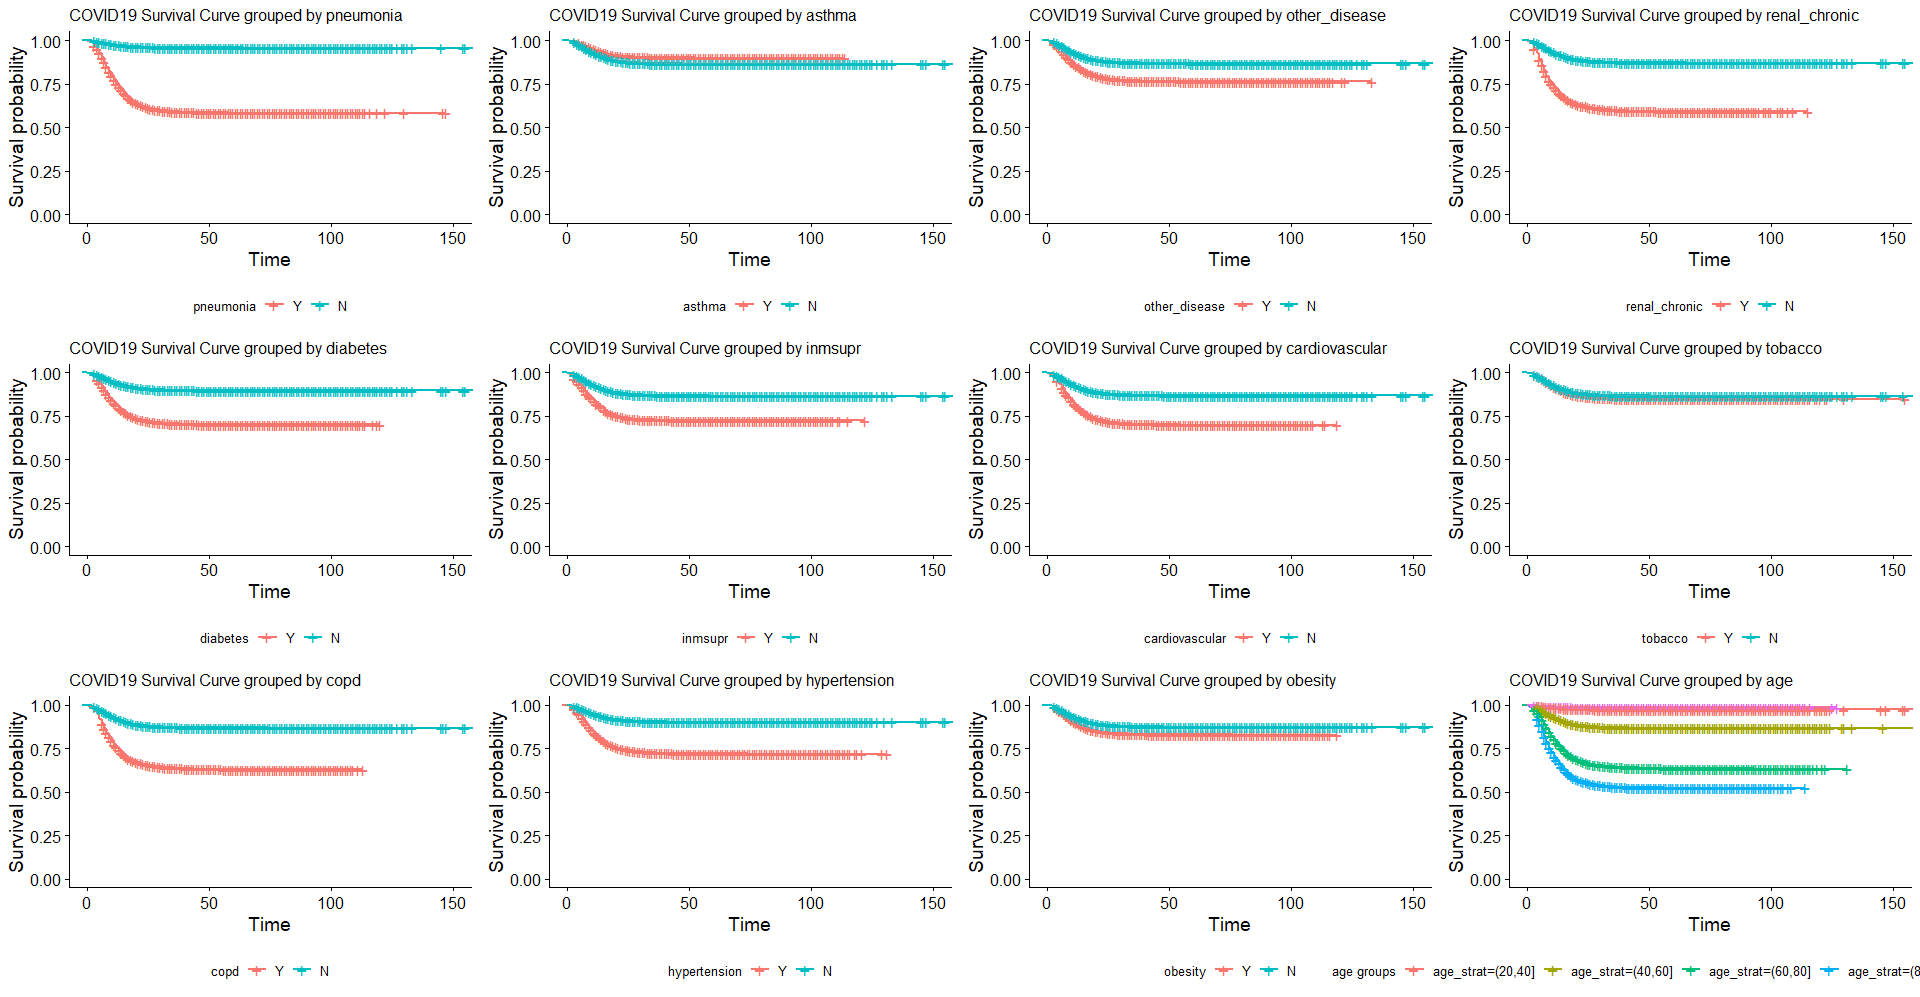 COVID19 Survival Curve grouped by pneumonia
Survival probability
1.00
0.75
0.50
0.25
0.00
0 50 100 150
Time
pneumonia Y N
COVID19 Survival Curve grouped by asthma
Survival probability
1.00
0.75
0.50
0.25
0.00
0 50 100 150
Time
asthma Y N
COVID19 Survival Curve grouped by other_disease
Survival probability
1.00
0.75
0.50
0.25
0.00
0 50 100 150
Time
other_disease Y N
COVID19 Survival Curve grouped by renal_chronic
Survival probability
1.00
0.75
0.50
0.25
0.00
0 50 100 150
Time
renal_chronic Y N
COVID19 Survival Curve grouped by diabetes
Survival probability
1.00
0.75
0.50
0.25
0.00
0 50 100 150
Time
diabetes Y N
COVID19 Survival Curve grouped by inmsupr
Survival probability
1.00
0.75
0.50
0.25
0.00
0 50 100 150
Time
inmsupr Y N
COVID19 Survival Curve grouped by cardiovascular
Survival probability
1.00
0.75
0.50
0.25
0.00
0 50 100 150
Time
cardiovascular Y N
COVID19 Survival Curve grouped by tobacco
Survival probability
1.00
0.75
0.50
0.25
0.00
0 50 100 150
Time
tobacco Y N
COVID19 Survival Curve grouped by copd
Survival probability
1.00
0.75
0.50
0.25
0.00
0 50 100 150
Time
copd Y N
COVID19 Survival Curve grouped by hypertension
Survival probability
1.00
0.75
0.50
0.25
0.00
0 50 100 150
Time
hypertension Y N
COVID19 Survival Curve grouped by obesity
Survival probability
1.00
0.75
0.50
0.25
0.00
0 50 100 150
Time
obesity Y N
COVID19 Survival Curve grouped by age
Survival probability
1.00
0.75
0.50
0.25
0.00
0 50 100 150
Time
age groups age_strat=(20,40] age_strat=(40,60] age_strat=(60,80] age_strat=(8